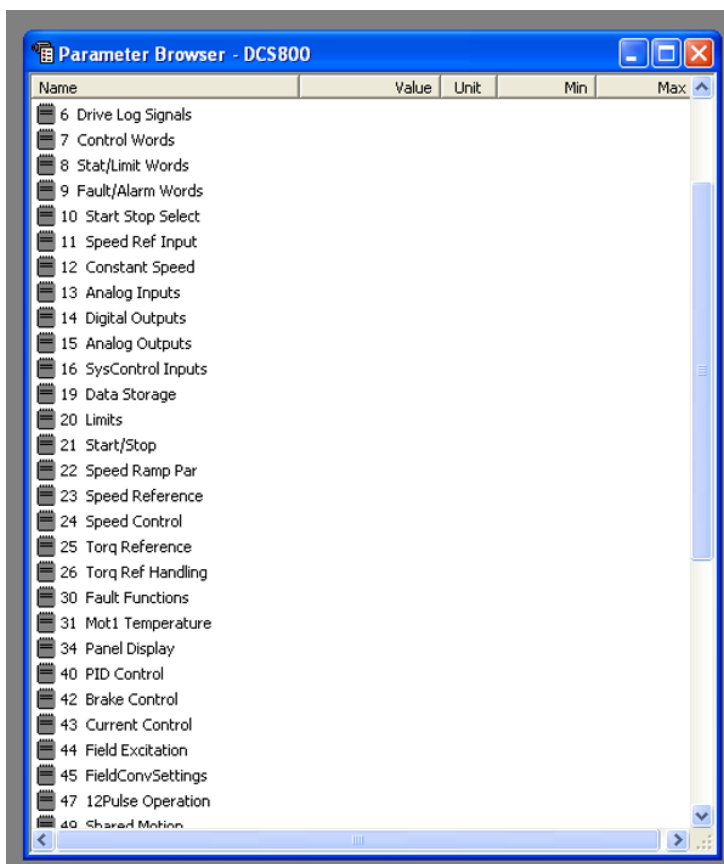 Parameter Browser - DCS800
Name Value Unit Min Max
6 Drive Log Signals
7 Control Words
8 Stat/Limit Words
9 Fault/Alarm Words
10 Start Stop Select
11 Speed Ref Input
12 Constant Speed
13 Analog Inputs
14 Digital Outputs
15 Analog Outputs
16 SysControl Inputs
19 Data Storage
20 Limits
21 Start/Stop
22 Speed Ramp Par
23 Speed Reference
24 Speed Control
25 Torq Reference
26 Torq Ref Handling
30 Fault Functions
31 Mot1 Temperature
34 Panel Display
40 PID Control
42 Brake Control
43 Current Control
44 Field Excitation
45 FieldConvSettings
47 12Pulse Operation
49 Shared Motion